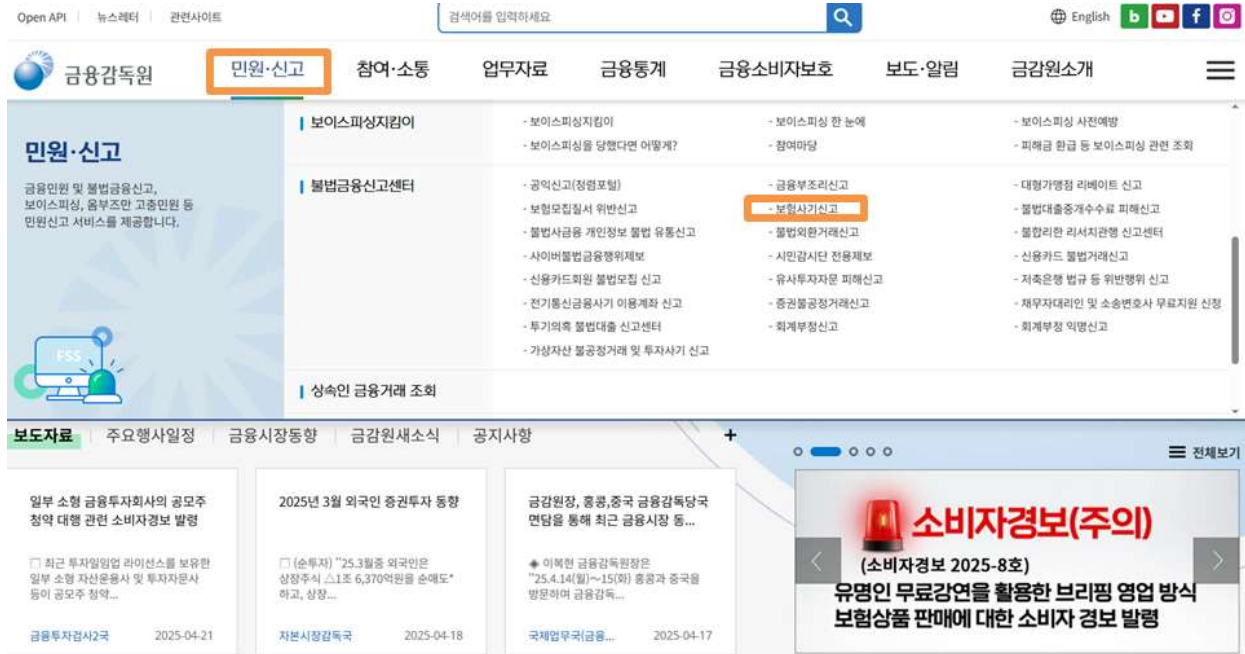 Open API 뉴스레터 관련사이트
검색어를 입력하세요
English
금융감독원
민원·신고 참여·소통 업무자료 금융통계 금융소비자보호 보도·알림 금감원소개
민원·신고
금융민원 및 불법금융신고,
보이스피싱, 옴부즈만 고충민원 등
민원신고 서비스를 제공합니다.
FSS
보이스피싱지킴이
- 보이스피싱지킴이 - 보이스피싱 한 눈에 - 보이스피싱 사전예방
- 보이스피싱을 당했다면 어떻게? - 참여마당 - 피해금 환급 등 보이스피싱 관련 조회
불법금융신고센터
- 공익신고(청렴포털) - 금융부조리신고 - 대형가맹점 리베이트 신고
- 보험모집질서 위반신고 - 보험사기신고 - 불법대출중개수수료 피해신고
- 불법사금융 개인정보 불법 유통신고 - 불법외환거래신고 - 불합리한 리서치관행 신고센터
- 사이버불법금융행위제보 - 시민감시단 전용제보 - 신용카드 불법거래신고
- 신용카드회원 불법모집 신고 - 유사투자자문 피해신고 - 저축은행 법규 등 위반행위 신고
- 전기통신금융사기 이용계좌 신고 - 증권불공정거래신고 - 채무자대리인 및 소송변호사 무료지원 신청
- 투기의혹 불법대출 신고센터 - 회계부정신고 - 회계부정 익명신고
- 가상자산 불공정거래 및 투자사기 신고
상속인 금융거래 조회
보도자료 주요행사일정 금융시장동향 금감원새소식 공지사항 +
전체보기
일부 소형 금융투자회사의 공모주
청약 대행 관련 소비자경보 발령
□ 최근 투자일임업 라이선스를 보유한
일부 소형 자산운용사 및 투자자문사
등이 공모주 청약...
금융투자검사2국 2025-04-21
2025년 3월 외국인 증권투자 동향
□ (순투자) ''25.3월중 외국인은
상장주식 △1조 6,370억원을 순매도*
하고, 상장...
자본시장감독국 2025-04-18
금감원장, 홍콩,중국 금융감독당국
면담을 통해 최근 금융시장 동...
◈ 이복현 금융감독원장은
''25.4.14(월)～15(화) 홍콩과 중국을
방문하여 금융감독...
국제업무국(금융... 2025-04-17
소비자경보(주의)
(소비자경보 2025-8호)
유명인 무료강연을 활용한 브리핑 영업 방식
보험상품 판매에 대한 소비자 경보 발령